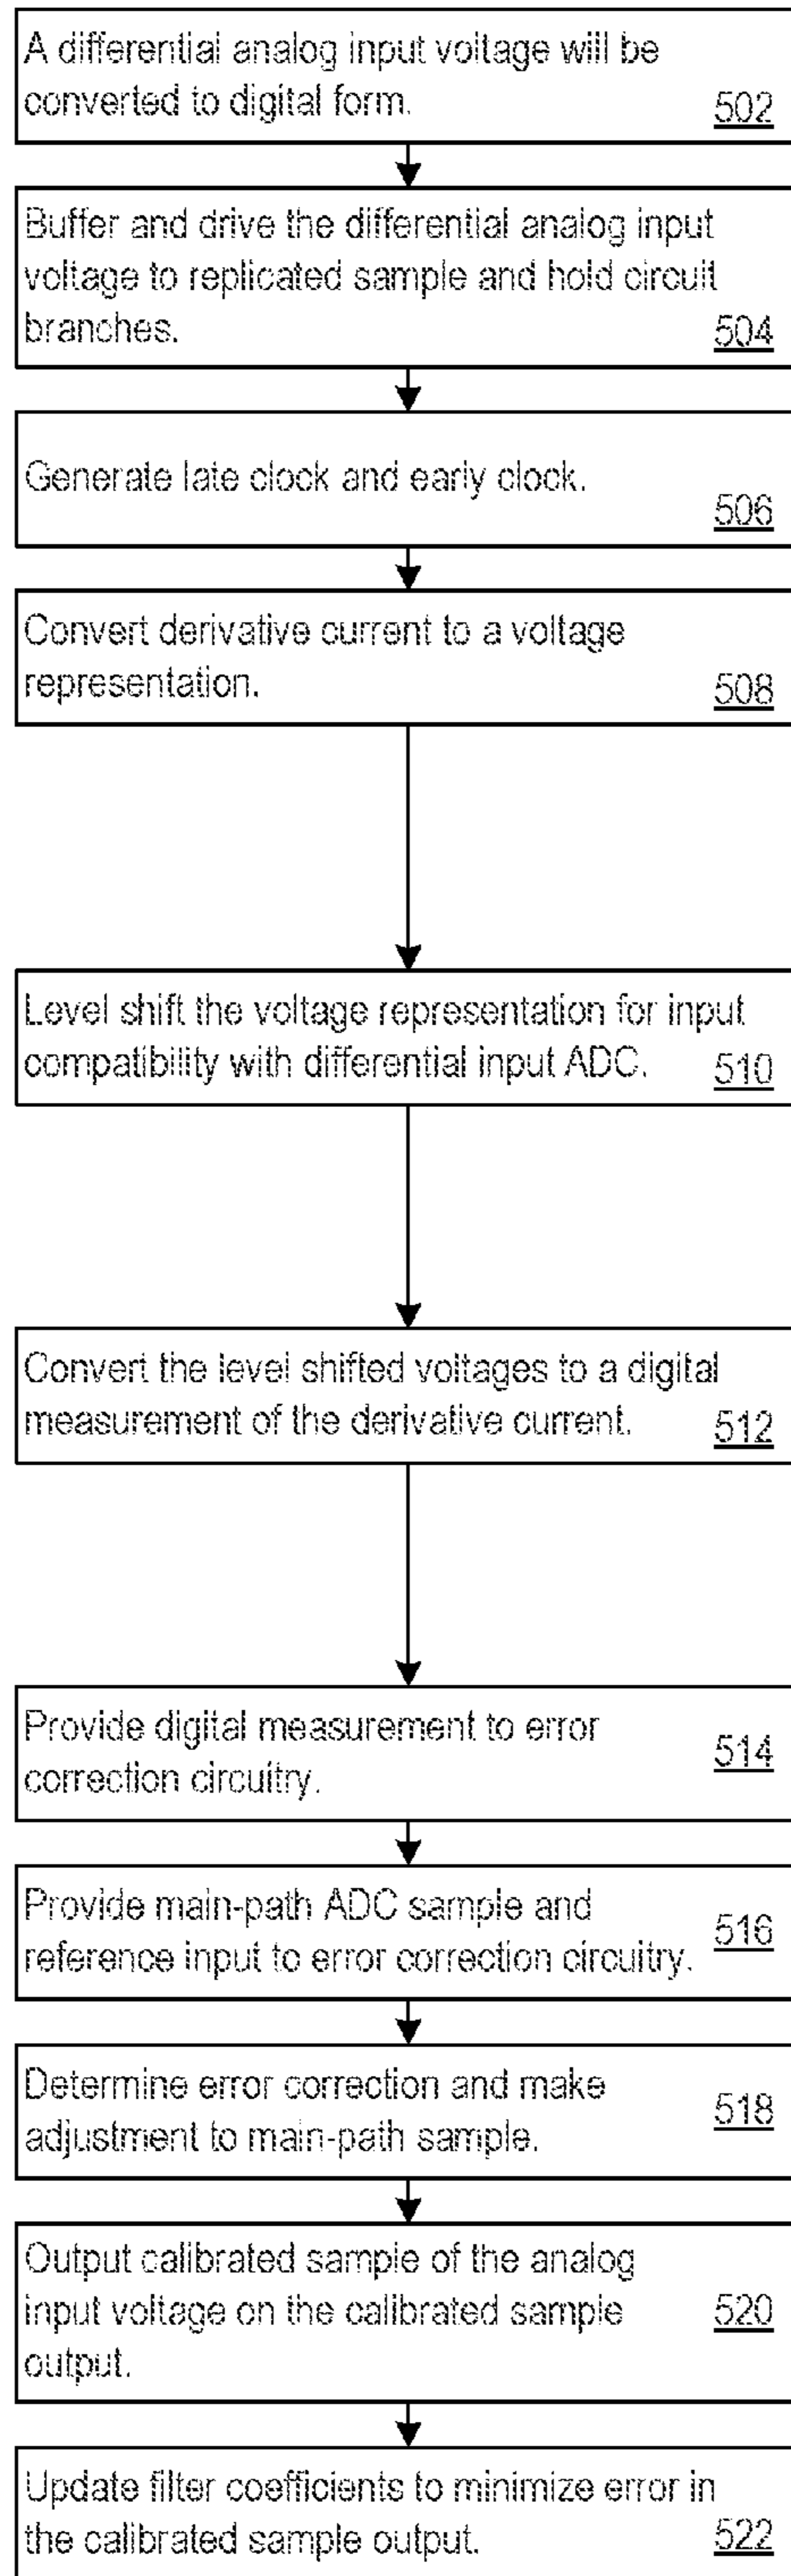 A differential analog input voltage will be
converted to digital form.
502
Buffer and drive the differential analog input
voltage to replicated sample and hold circuit
branches.
504
Generate late clock and early clock.
506
Convert derivative current to a voltage
representation.
508
Level shift the voltage representation for input
compatibility with differential input ADC.
510
Convert the level shifted voltages to a digital
measurement of the derivative current.
512
Provide digital measurement to error
correction circuitry.
514
Provide main-path ADC sample and
reference input to error correction circuitry.
516
Determine error correction and make
adjustment to main-path sample.
518
Output calibrated sample of the analog
input voltage on the calibrated sample
output.
520
Update filter coefficients to minimize error in
the calibrated sample output.
522